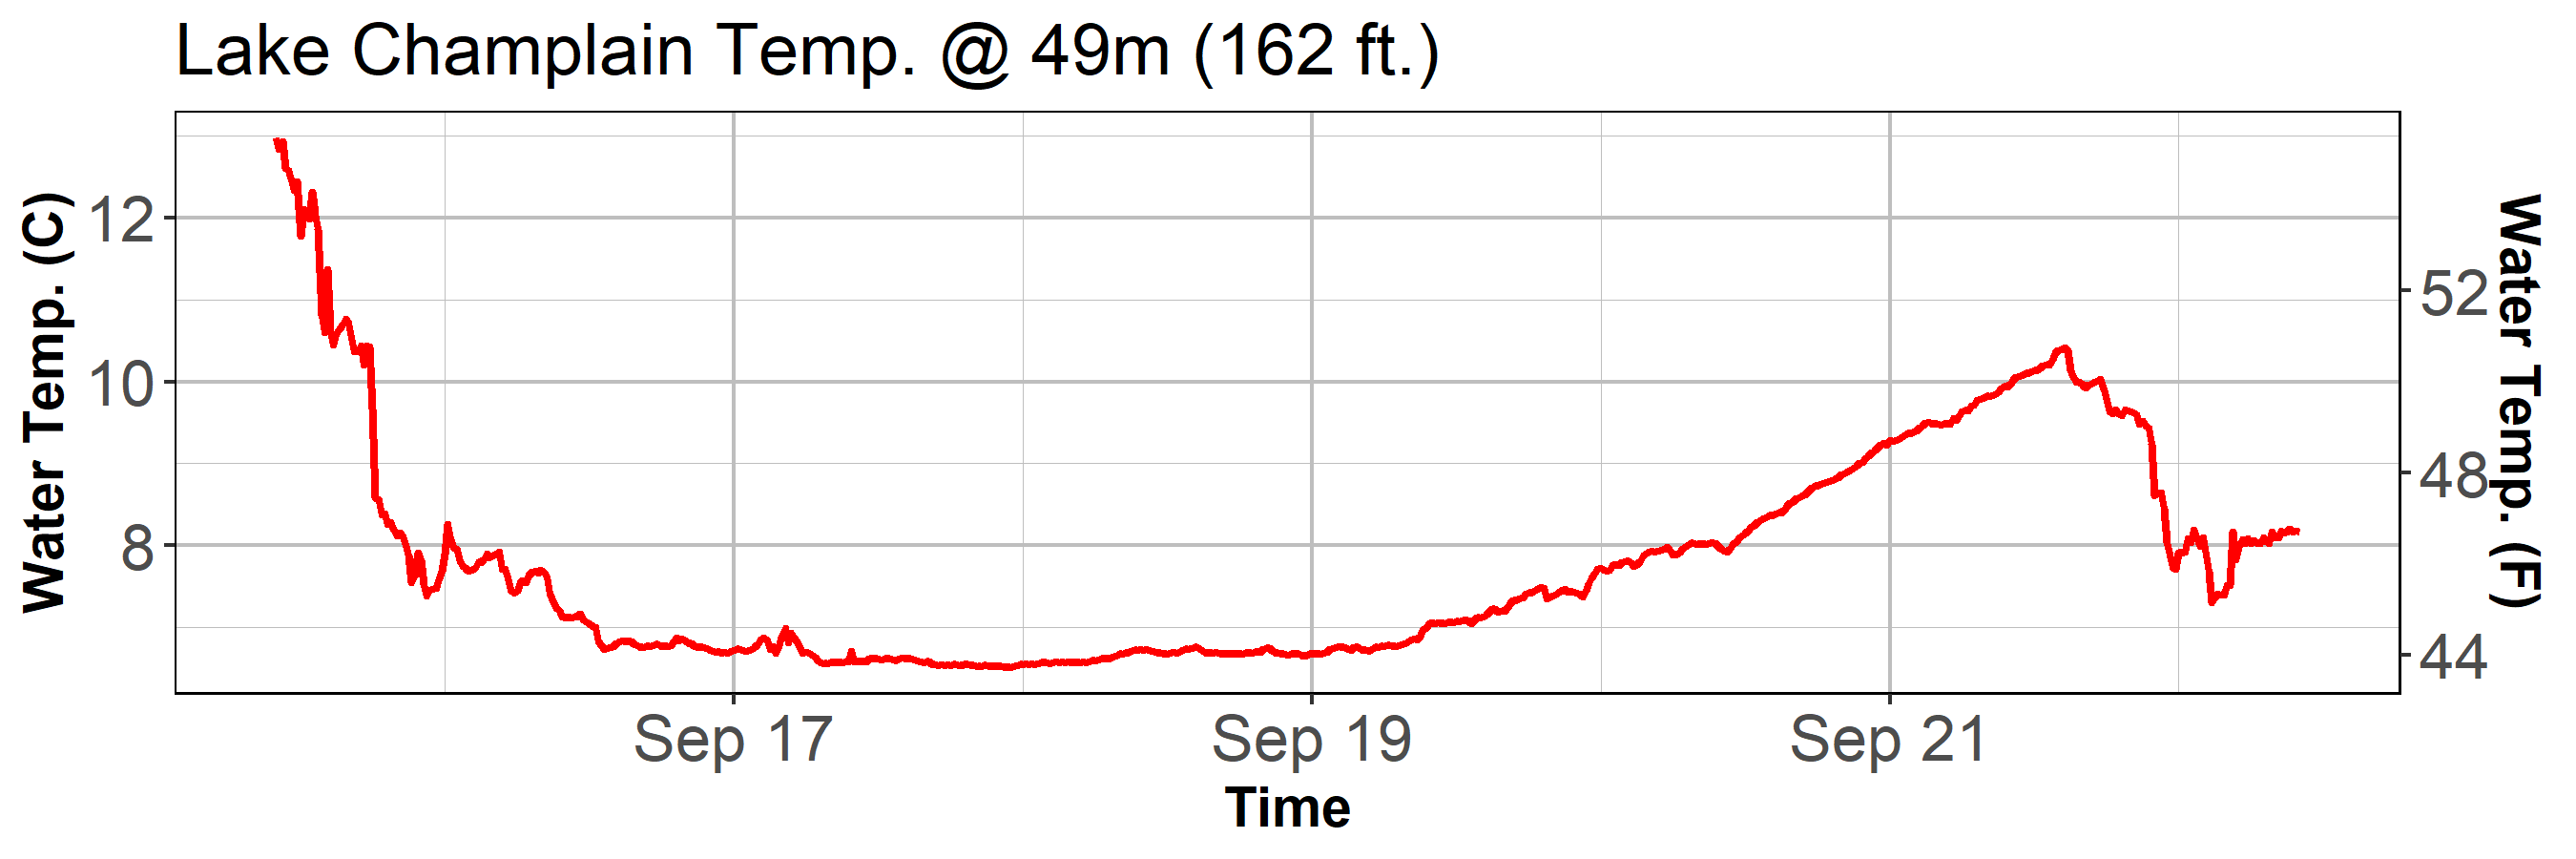 Lake Champlain Temp. @ 49m (162 ft.)
Water Temp. (C)
12
10
8
52
48
44
Water Temp. (F)
Sep 17
Sep 19
Sep 21
Time